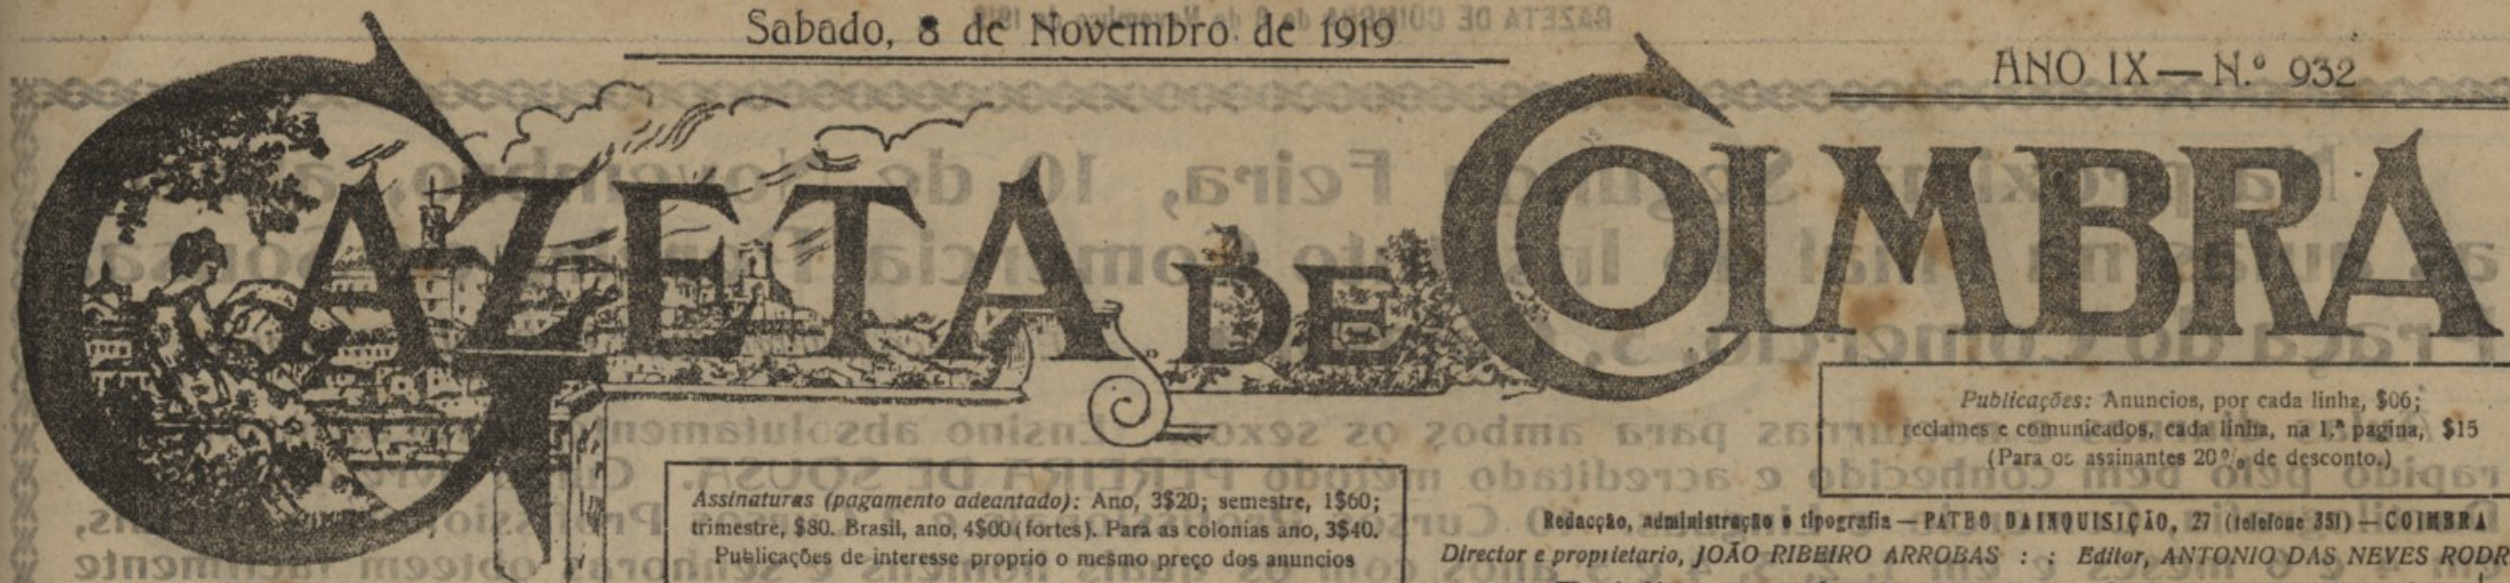 Sabado, 8 de Novembro de 1919
ANO IX — N.º 932
GAZETA DE COIMBRA
Publicações: Anuncios, por cada linha, $06;
reclames e comunicados, cada linha, na 1.ª pagina, $15
(Para os assinantes 20% de desconto.)
Assinaturas (pagamento adeantado): Ano, 3$20; semestre, 1$60;
trimestre, $80. Brasil, ano, 4$00 (fortes). Para as colonias ano, 3$40.
Publicações de interesse proprio o mesmo preço dos anuncios
Redacção, administração e tipografia — PATEO DA INQUISIÇÃO, 27 (telefone 351) — COIMBRA
Director e proprietario, JOÃO RIBEIRO ARROBAS : : Editor, ANTONIO DAS NEVES RODR